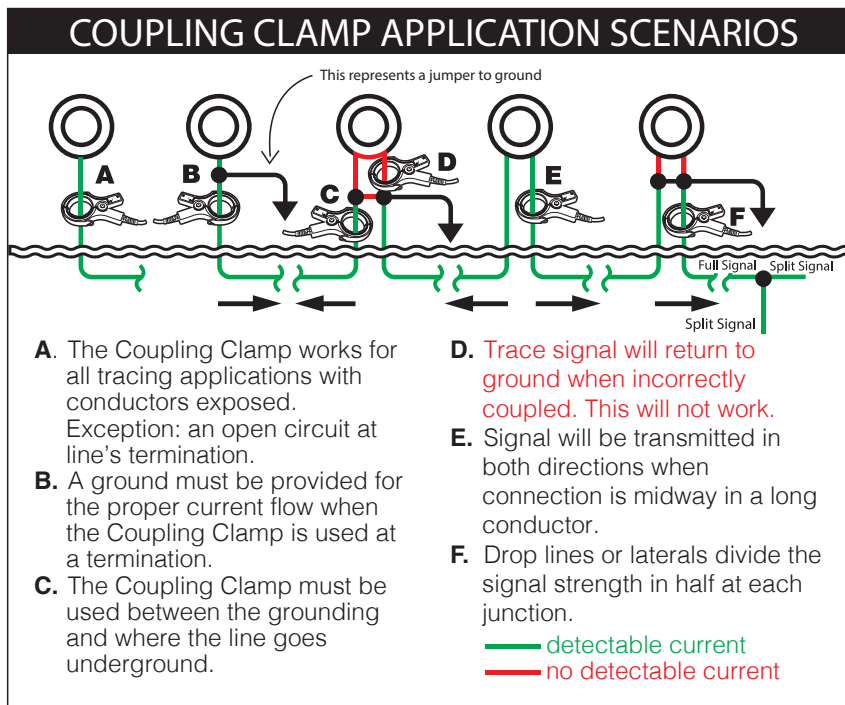 COUPLING CLAMP APPLICATION SCENARIOS
This represents a jumper to ground
A
B
C
D
E
F
Full Signal
Split Signal
Split Signal
A. The Coupling Clamp works for
all tracing applications with
conductors exposed.
Exception: an open circuit at
line's termination.
B. A ground must be provided for
the proper current flow when
the Coupling Clamp is used at
a termination.
C. The Coupling Clamp must be
used between the grounding
and where the line goes
underground.
D. Trace signal will return to
ground when incorrectly
coupled. This will not work.
E. Signal will be transmitted in
both directions when
connection is midway in a long
conductor.
F. Drop lines or laterals divide the
signal strength in half at each
junction.
detectable current
no detectable current